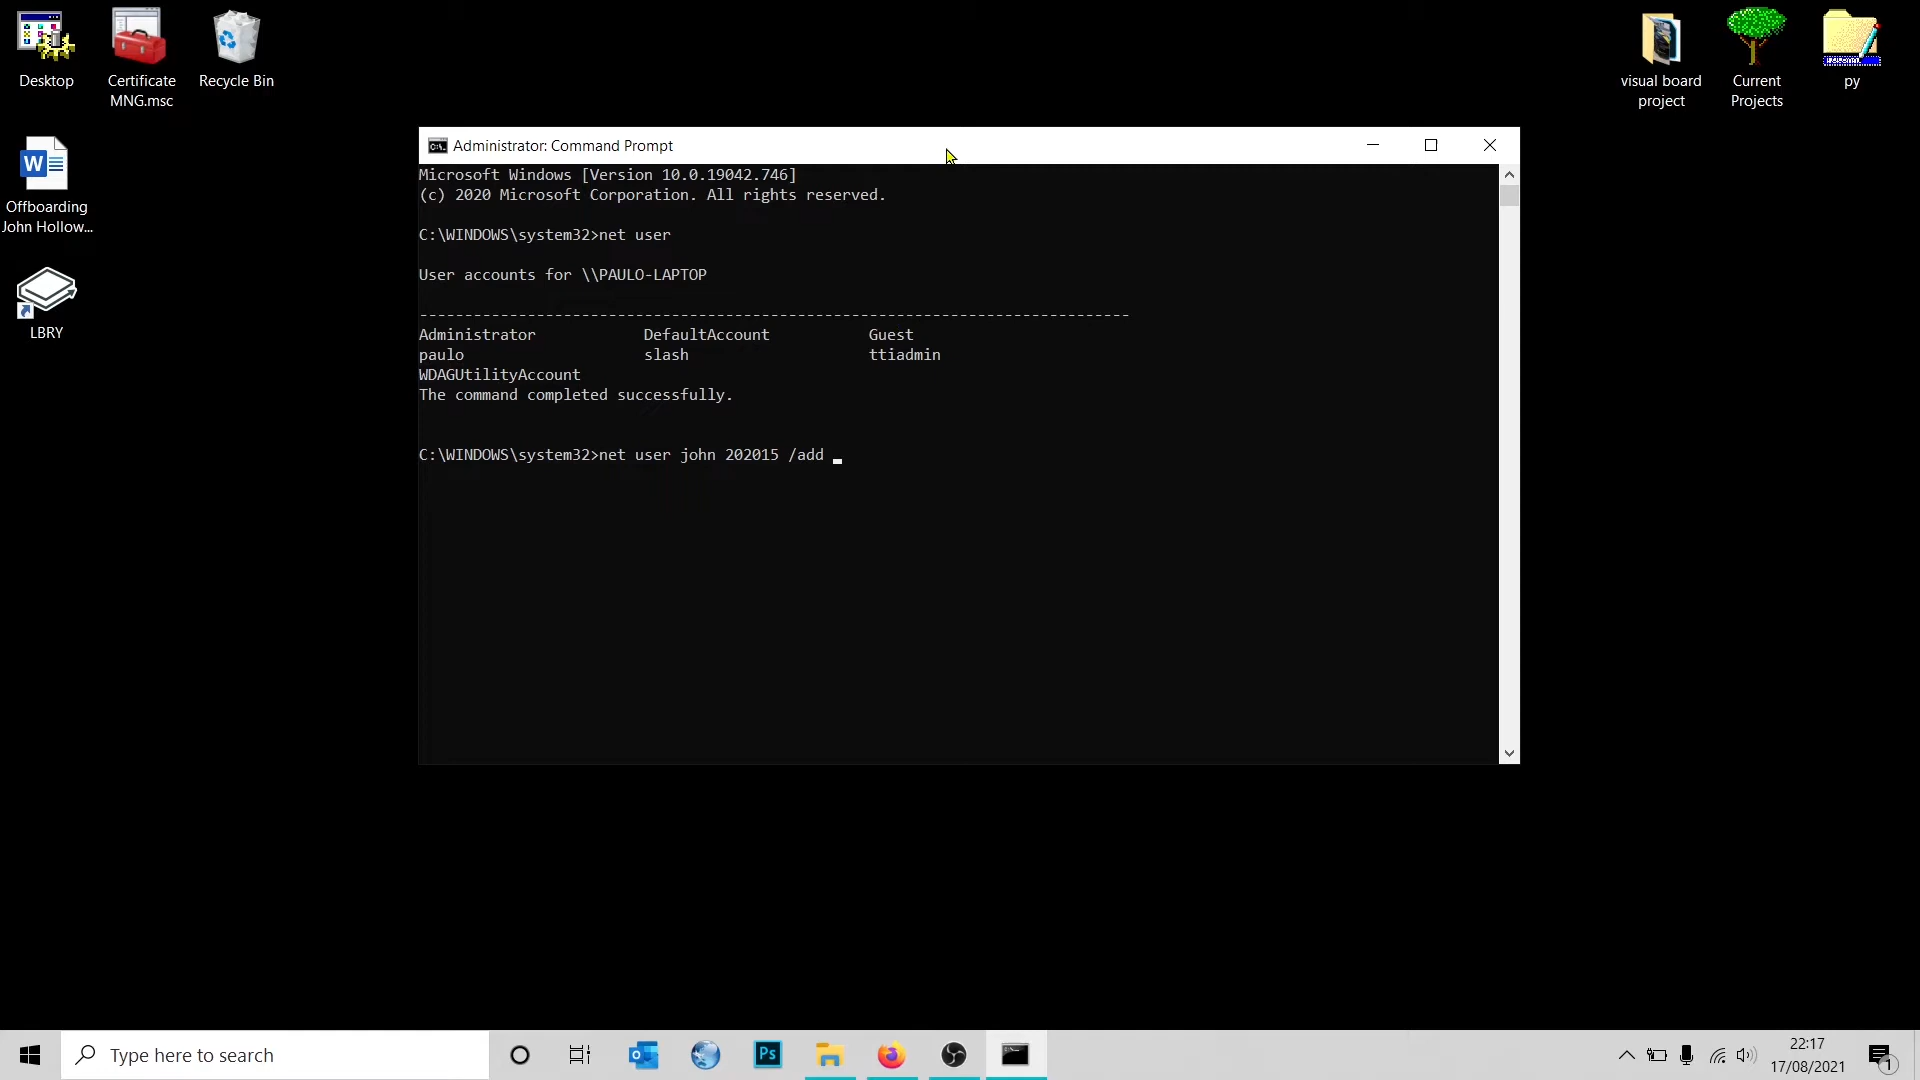 Desktop
Certificate
MNG.msc
Recycle Bin
visual board
project
Current
Projects
py
Offboarding
John Hollow...
LBRY
Administrator: Command Prompt
Microsoft Windows [Version 10.0.19042.746]
(c) 2020 Microsoft Corporation. All rights reserved.
C:\WINDOWS\system32>net user
User accounts for \\PAULO-LAPTOP
-------------------------------------------------------------------------------
Administrator DefaultAccount Guest
paulo slash ttiadmin
WDAGUtilityAccount
The command completed successfully.
C:\WINDOWS\system32>net user john 202015 /add
Type here to search
Ps
22:17
17/08/2021
1